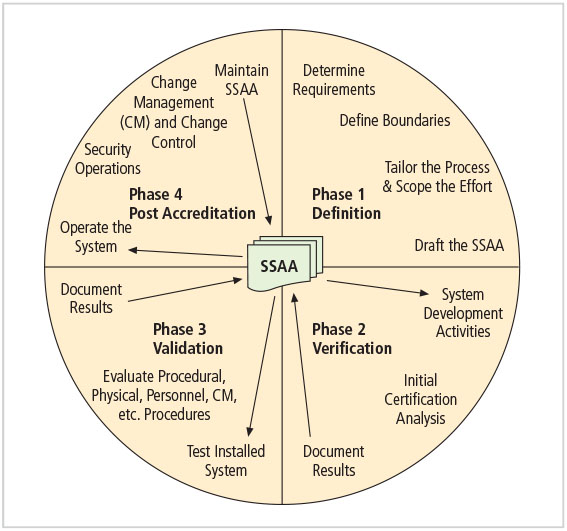 Maintain
SSAA
Change
Management
(CM) and Change
Control
Security
Operations
Phase 4
Post Accreditation
Operate the
System
Determine
Requirements
Define Boundaries
Tailor the Process
& Scope the Effort
Phase 1
Definition
Draft the SSAA
SSAA
Document
Results
Phase 3
Validation
Evaluate Procedural,
Physical, Personnel, CM,
etc. Procedures
Test Installed
System
System
Development
Activities
Phase 2
Verification
Initial
Certification
Analysis
Document
Results